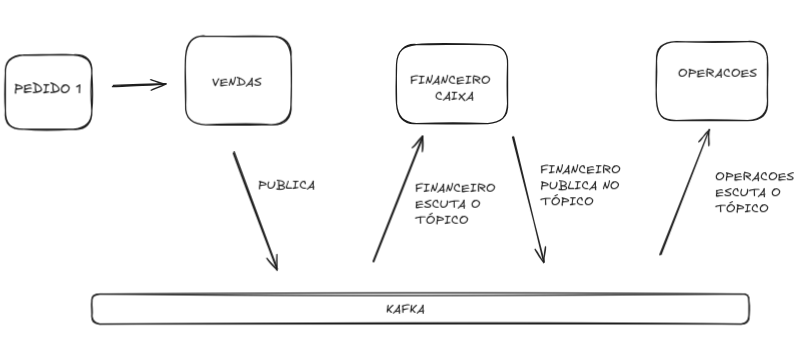 PEDIDO 1
VENDAS
FINANCEIRO
CAIXA
OPERACOES
PUBLICA
FINANCEIRO
ESCUTA O
TÓPICO
FINANCEIRO
PUBLICA NO
TÓPICO
OPERACOES
ESCUTA O
TÓPICO
KAFKA